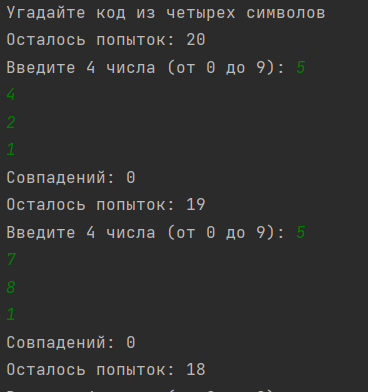 Угадайте код из четырех символов
Осталось попыток: 20
Введите 4 числа (от 0 до 9): 5
4
2
1
Совпадений: 0
Осталось попыток: 19
Введите 4 числа (от 0 до 9): 5
7
8
1
Совпадений: 0
Осталось попыток: 18